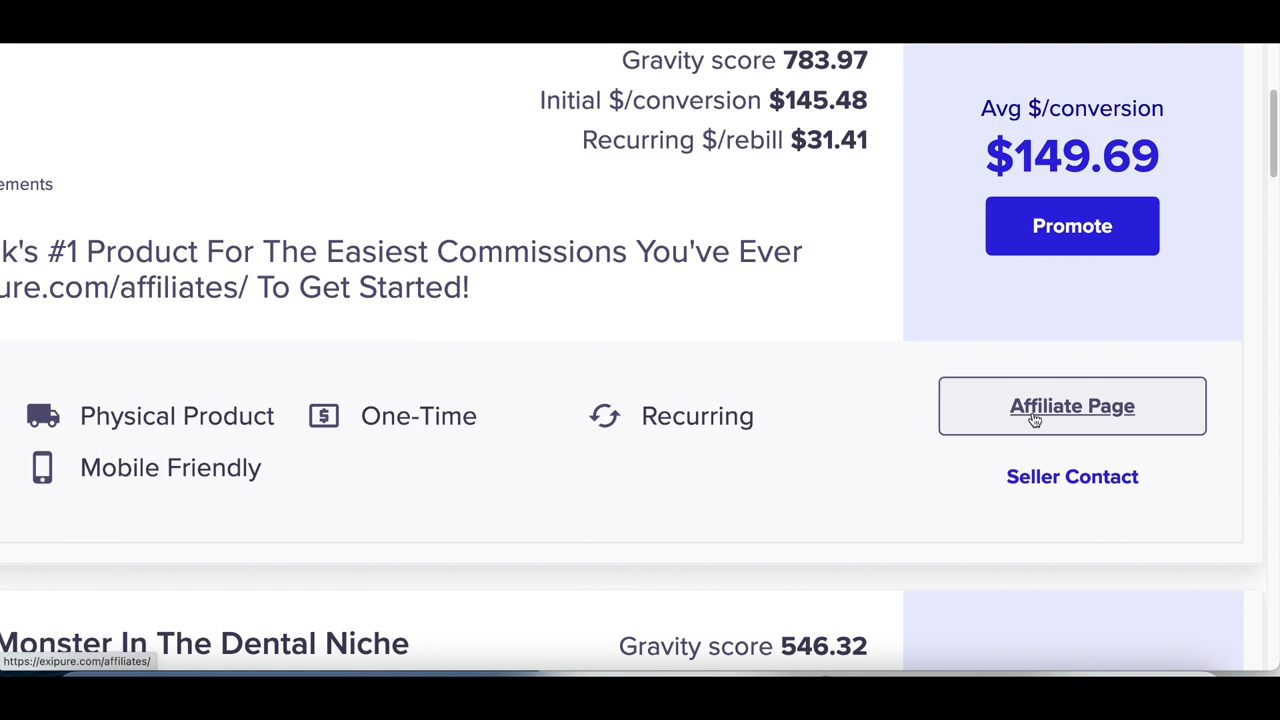 Gravity score 783.97
Initial $/conversion $145.48
Recurring $/rebill $31.41
Avg $/conversion
$149.69
Promote
ements
k's #1 Product For The Easiest Commissions You've Ever
ure.com/affiliates/ To Get Started!
Physical Product
One-Time
Recurring
Mobile Friendly
Affiliate Page
Seller Contact
Monster In The Dental Niche
Gravity score 546.32
https://exipure.com/affiliates/